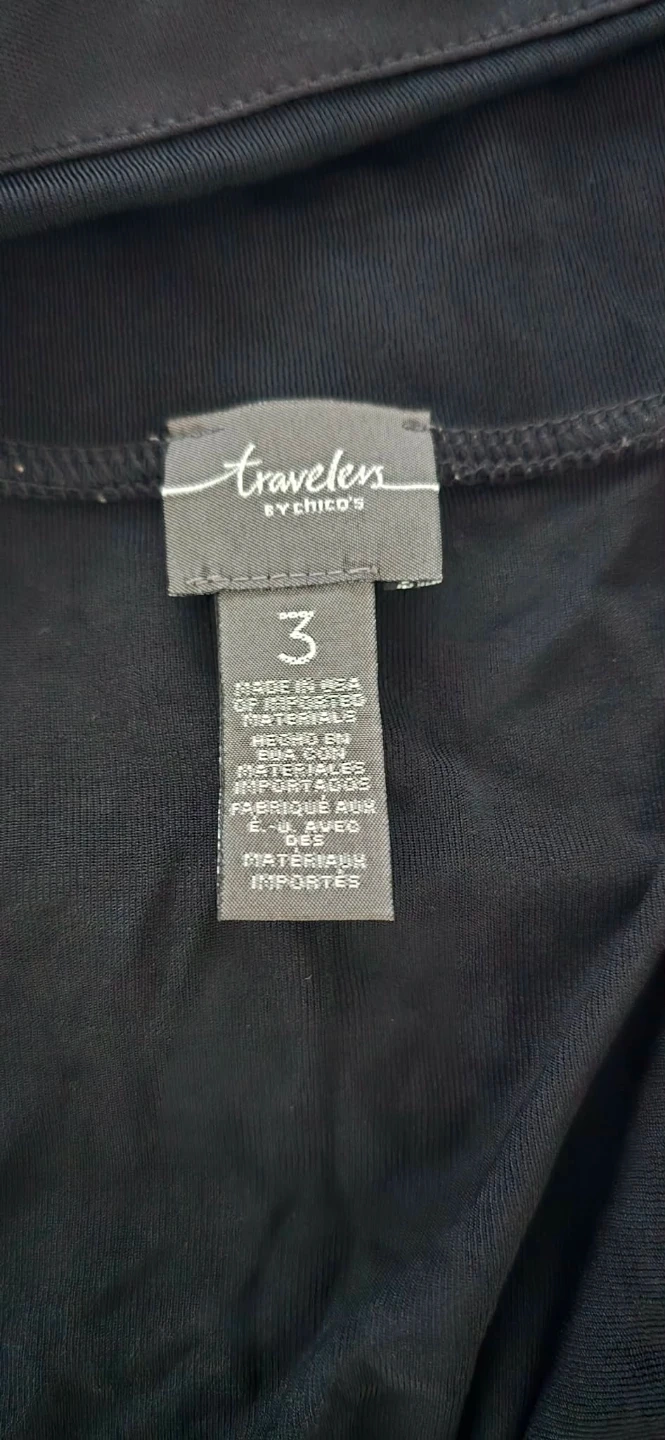 travelers
BY chico's
3
MADE IN USA
OF IMPORTED
MATERIALS
HECHO EN
EUA CON
MATERIALES
IMPORTADOS
FABRIQUÉ AUX
É.-U. AVEC
DES
MATÉRIAUX
IMPORTÉS